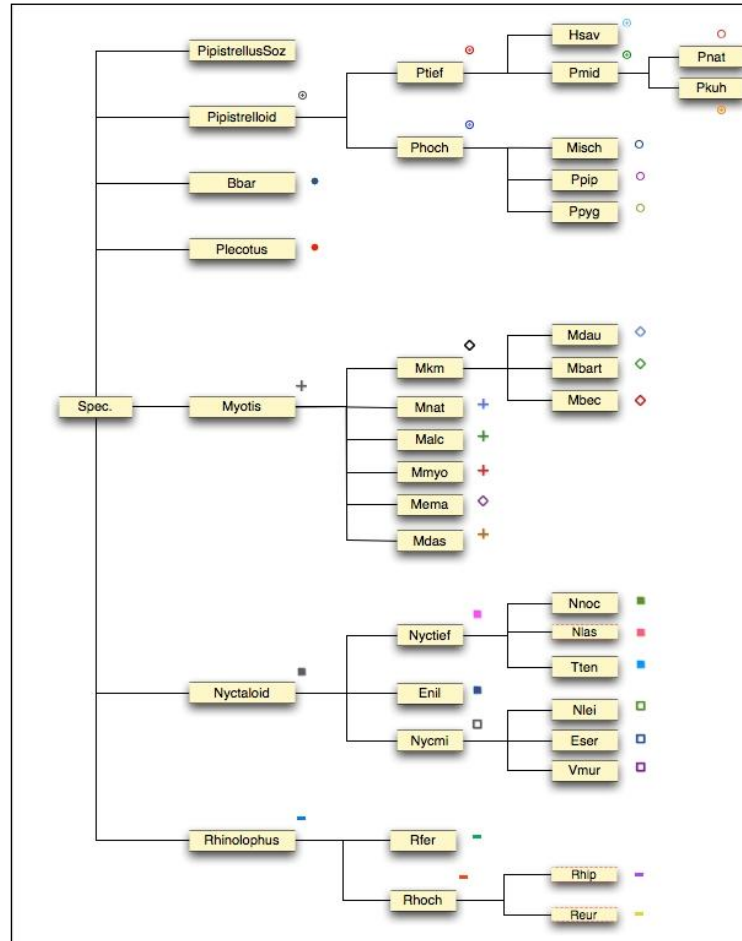 Spec.
PipistrellusSoz
Pipistrelloid
Ptief
Hsav
Pmid
Pnat
Pkuh
Phoch
Misch
Ppip
Ppyg
Bbar
Plecotus
Myotis
Mkm
Mdau
Mbart
Mbec
Mnat
Malc
Mmyo
Mema
Mdas
Nyctaloid
Nyctief
Nnoc
Nlas
Tten
Enil
Nycmi
Nlei
Eser
Vmur
Rhinolophus
Rfer
Rhoch
Rhip
Reur